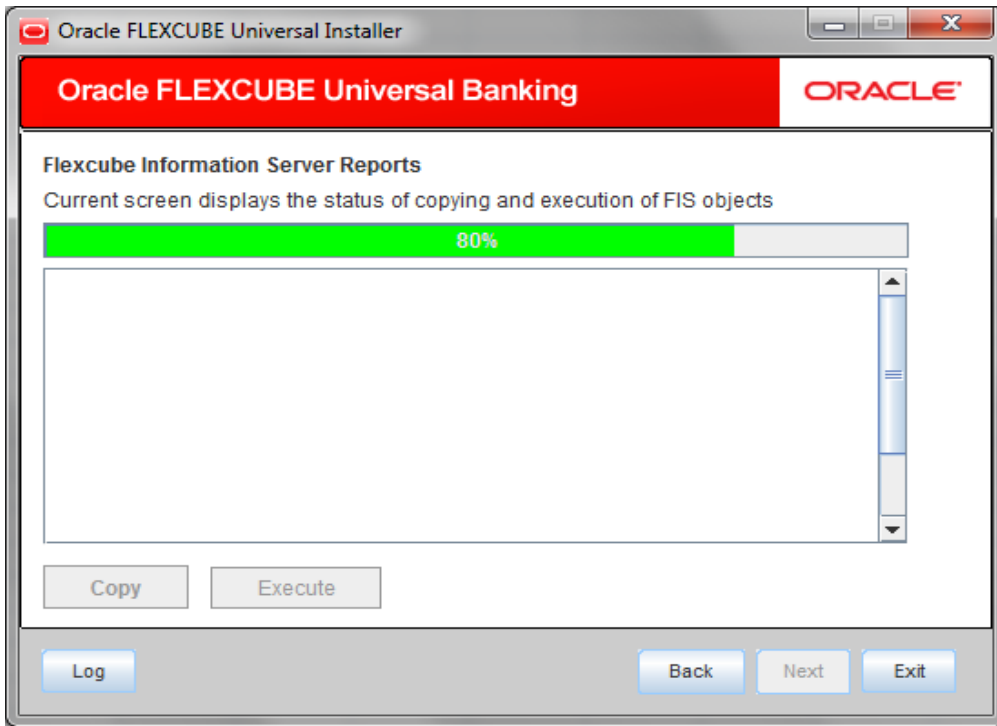 Oracle FLEXCUBE Universal Installer
Oracle FLEXCUBE Universal Banking
ORACLE
Flexcube Information Server Reports
Current screen displays the status of copying and execution of FIS objects
80%
Copy Execute
Log Back Next Exit